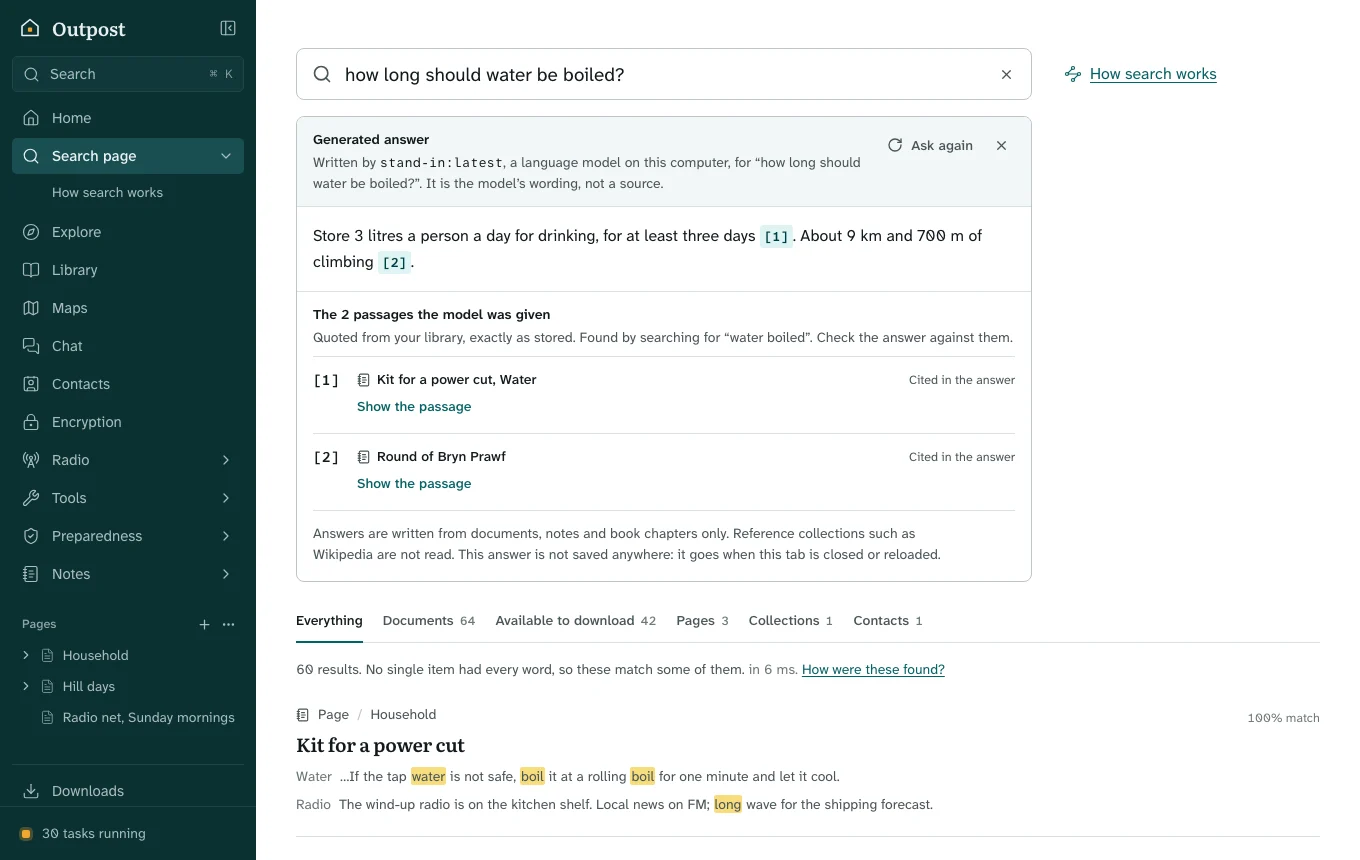 Outpost
Search ⌘ K
Home
Search page
How search works
Explore
Library
Maps
Chat
Contacts
Encryption
Radio
Tools
Preparedness
Notes
Pages
Household
Hill days
Radio net, Sunday mornings
Downloads
30 tasks running
how long should water be boiled?
How search works
Generated answer
Written by stand-in:latest, a language model on this computer, for “how long should
water be boiled?”. It is the model’s wording, not a source.
Ask again
Store 3 litres a person a day for drinking, for at least three days [1]. About 9 km and 700 m of
climbing [2].
The 2 passages the model was given
Quoted from your library, exactly as stored. Found by searching for “water boiled”. Check the answer against them.
[1] Kit for a power cut, Water Cited in the answer
Show the passage
[2] Round of Bryn Prawf Cited in the answer
Show the passage
Answers are written from documents, notes and book chapters only. Reference collections such as
Wikipedia are not read. This answer is not saved anywhere: it goes when this tab is closed or reloaded.
Everything Documents 64 Available to download 42 Pages 3 Collections 1 Contacts 1
60 results. No single item had every word, so these match some of them. in 6 ms. How were these found?
Page / Household 100% match
Kit for a power cut
Water …If the tap water is not safe, boil it at a rolling boil for one minute and let it cool.
Radio The wind-up radio is on the kitchen shelf. Local news on FM; long wave for the shipping forecast.